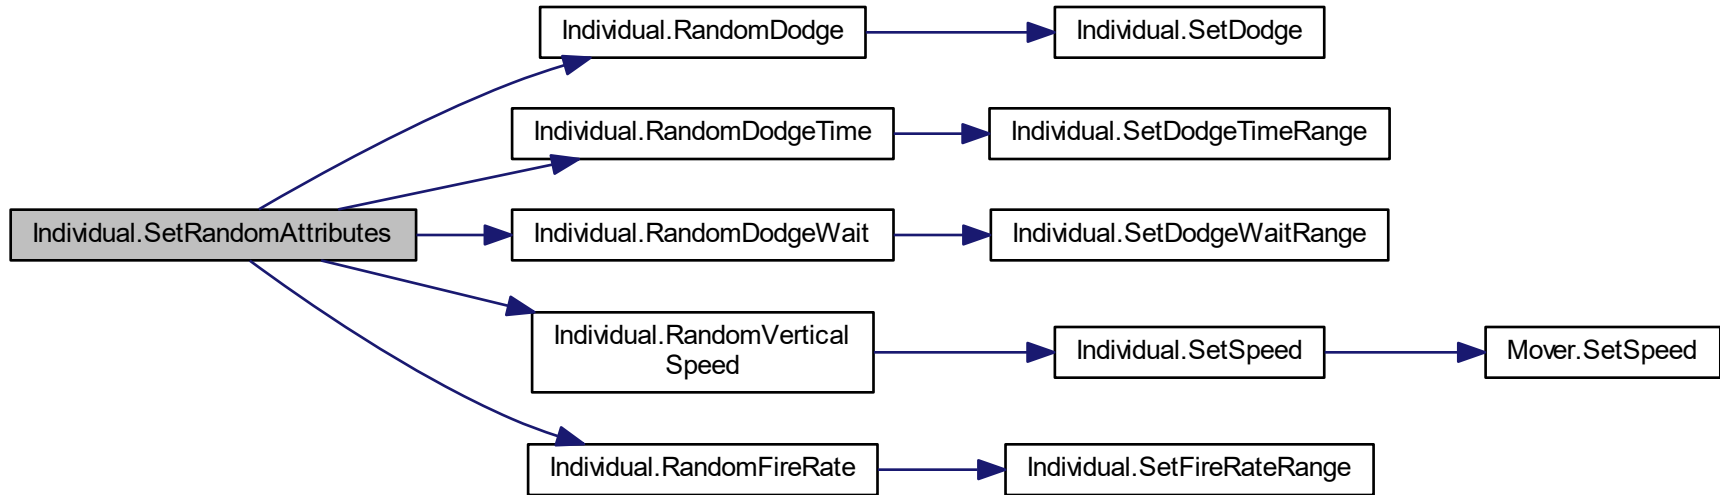 Individual.RandomDodge
Individual.SetDodge
Individual.RandomDodgeTime
Individual.SetDodgeTimeRange
Individual.SetRandomAttributes
Individual.RandomDodgeWait
Individual.SetDodgeWaitRange
Individual.RandomVertical
Speed
Individual.SetSpeed
Mover.SetSpeed
Individual.RandomFireRate
Individual.SetFireRateRange